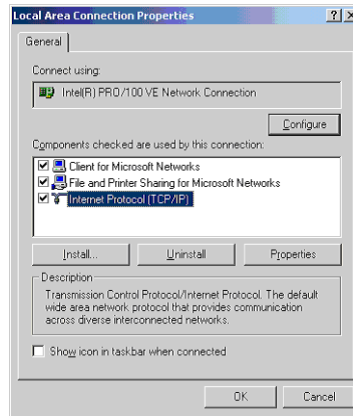 Local Area Connection Properties
General
Connect using:
Intel(R) PRO/100 VE Network Connection
Configure
Components checked are used by this connection:
Client for Microsoft Networks
File and Printer Sharing for Microsoft Networks
Internet Protocol (TCP/IP)
Install... Uninstall Properties
Description
Transmission Control Protocol/Internet Protocol. The default
wide area network protocol that provides communication
across diverse interconnected networks.
Show icon in taskbar when connected
OK Cancel